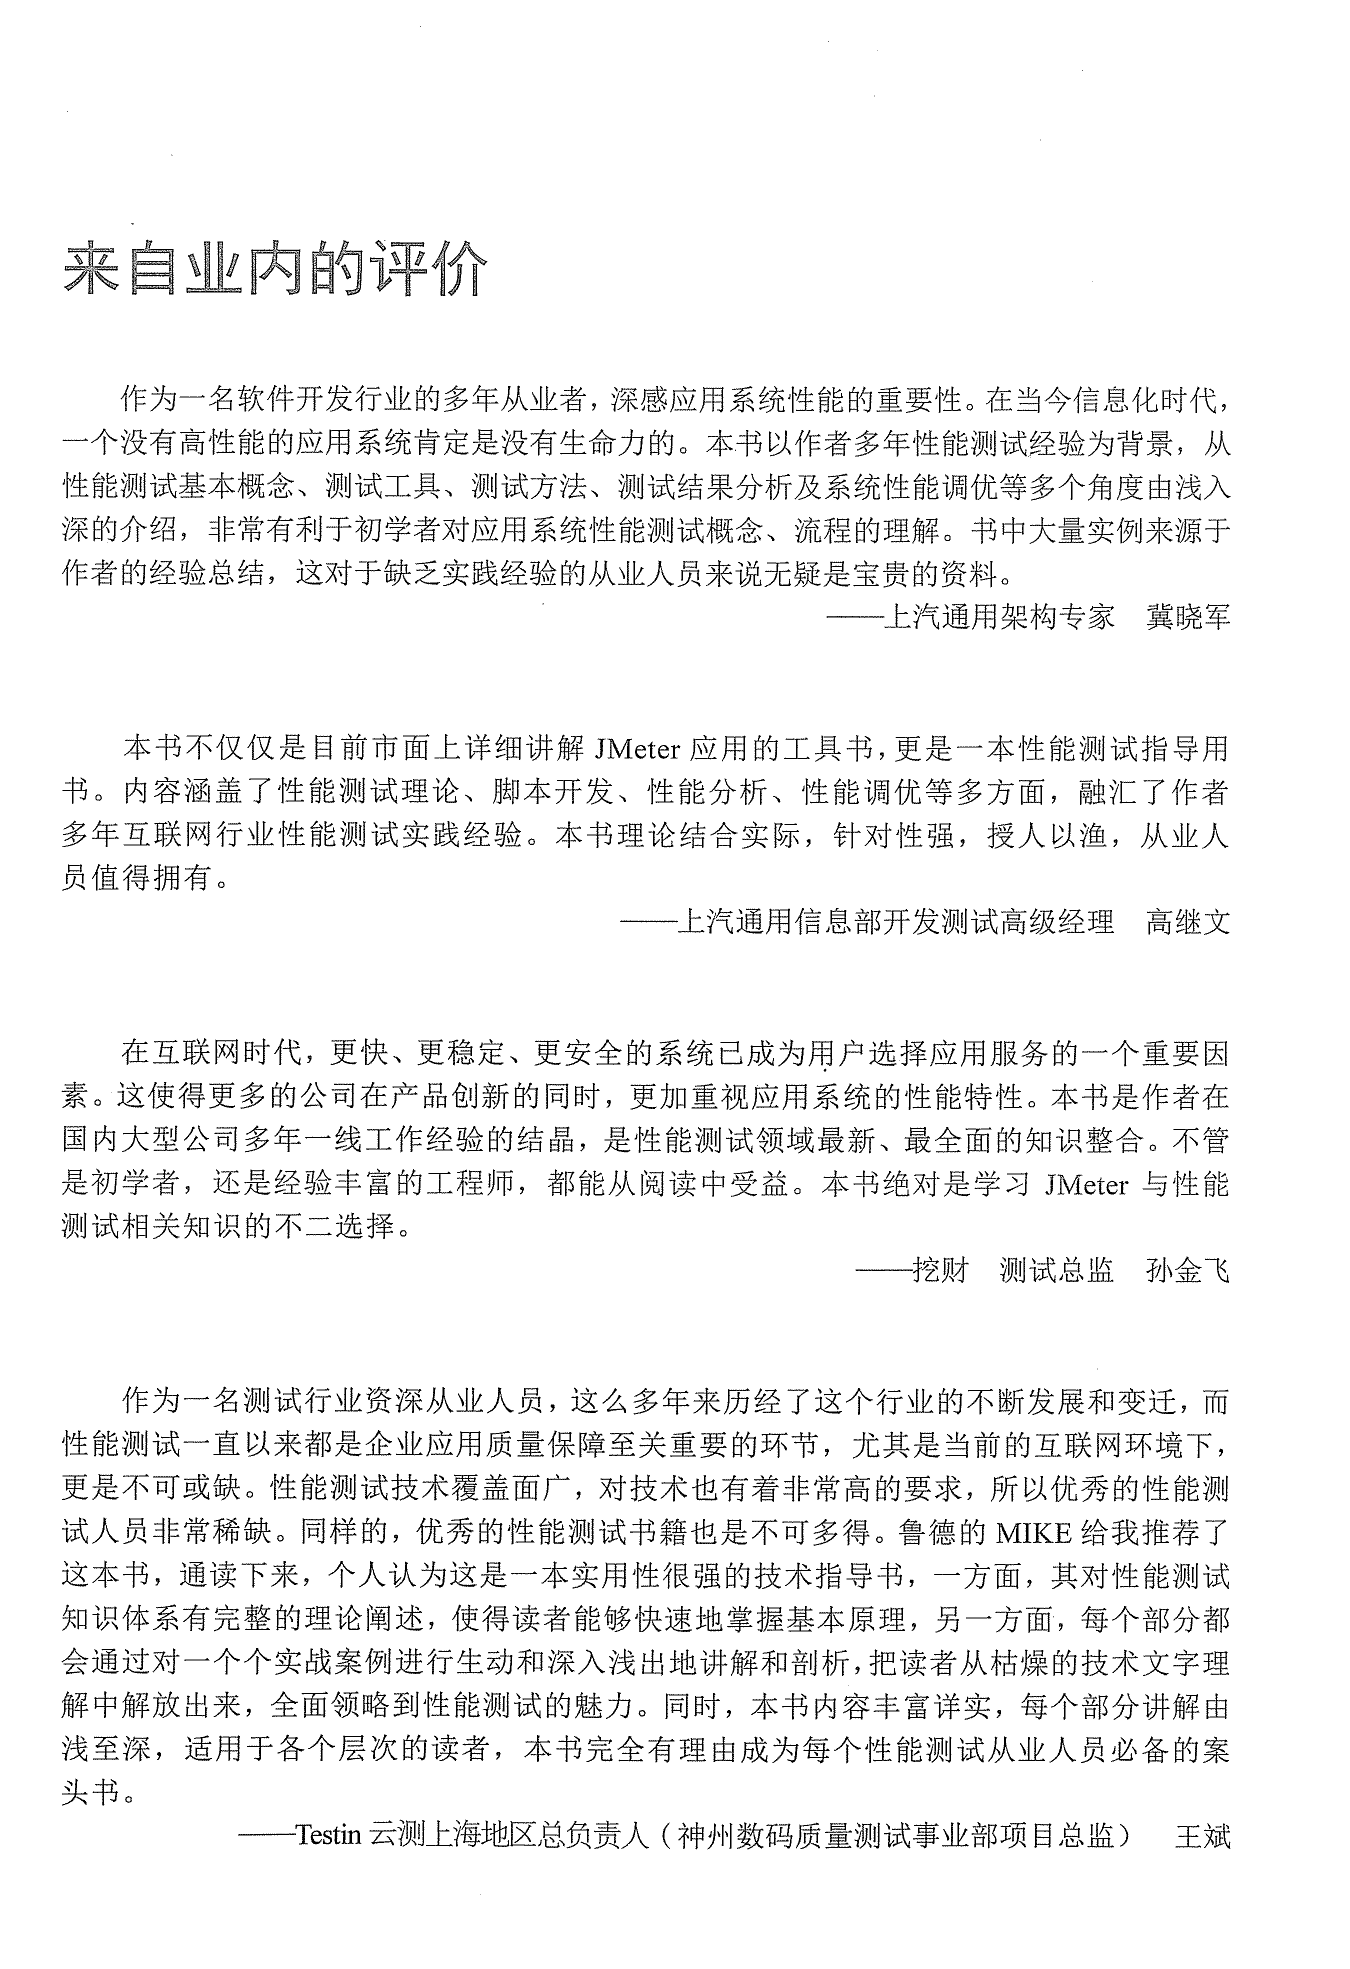 来自业内的评价
作为一名软件开发行业的多年从业者，深感应用系统性能的重要性。在当今信息化时代，
一个没有高性能的应用系统肯定是没有生命力的。本书以作者多年性能测试经验为背景，从
性能测试基本概念、测试工具、测试方法、测试结果分析及系统性能调优等多个角度由浅入
深的介绍，非常有利于初学者对应用系统性能测试概念、流程的理解。书中大量实例来源于
作者的经验总结，这对于缺乏实践经验的从业人员来说无疑是宝贵的资料。
——上汽通用架构专家　冀晓军
本书不仅仅是目前市面上详细讲解 JMeter 应用的工具书，更是一本性能测试指导用
书。内容涵盖了性能测试理论、脚本开发、性能分析、性能调优等多方面，融汇了作者
多年互联网行业性能测试实践经验。本书理论结合实际，针对性强，授人以渔，从业人
员值得拥有。
——上汽通用信息部开发测试高级经理　高继文
在互联网时代，更快、更稳定、更安全的系统已成为用户选择应用服务的一个重要因
素。这使得更多的公司在产品创新的同时，更加重视应用系统的性能特性。本书是作者在
国内大型公司多年一线工作经验的结晶，是性能测试领域最新、最全面的知识整合。不管
是初学者，还是经验丰富的工程师，都能从阅读中受益。本书绝对是学习 JMeter 与性能
测试相关知识的不二选择。
——挖财　测试总监　孙金飞
作为一名测试行业资深从业人员，这么多年来历经了这个行业的不断发展和变迁，而
性能测试一直以来都是企业应用质量保障至关重要的环节，尤其是当前的互联网环境下，
更是不可或缺。性能测试技术覆盖面广，对技术也有着非常高的要求，所以优秀的性能测
试人员非常稀缺。同样的，优秀的性能测试书籍也是不可多得。鲁德的 MIKE 给我推荐了
这本书，通读下来，个人认为这是一本实用性很强的技术指导书，一方面，其对性能测试
知识体系有完整的理论阐述，使得读者能够快速地掌握基本原理，另一方面，每个部分都
会通过对一个个实战案例进行生动和深入浅出地讲解和剖析，把读者从枯燥的技术文字理
解中解放出来，全面领略到性能测试的魅力。同时，本书内容丰富详实，每个部分讲解由
浅至深，适用于各个层次的读者，本书完全有理由成为每个性能测试从业人员必备的案
头书。
——Testin 云测上海地区总负责人（神州数码质量测试事业部项目总监）　王斌